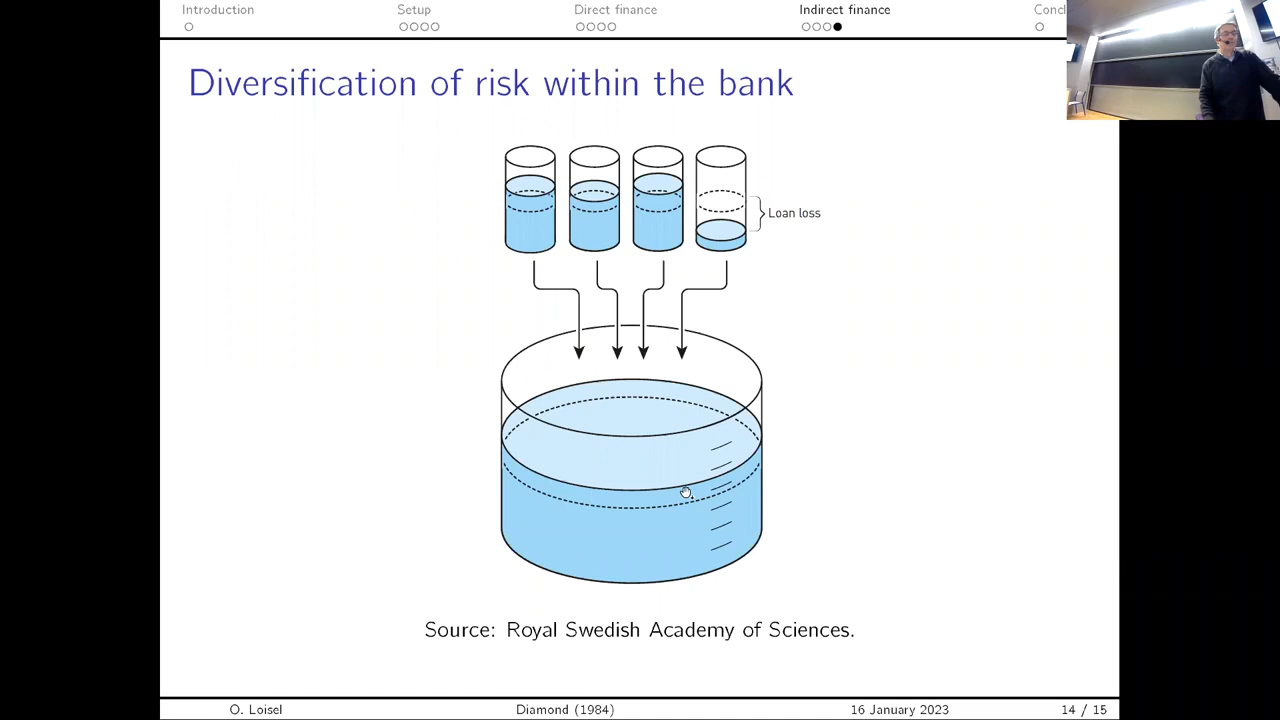 Introduction
Setup
Direct finance
Indirect finance
Concl
Diversification of risk within the bank
Loan loss
Source: Royal Swedish Academy of Sciences.
O. Loisel
Diamond (1984)
16 January 2023
14 / 15